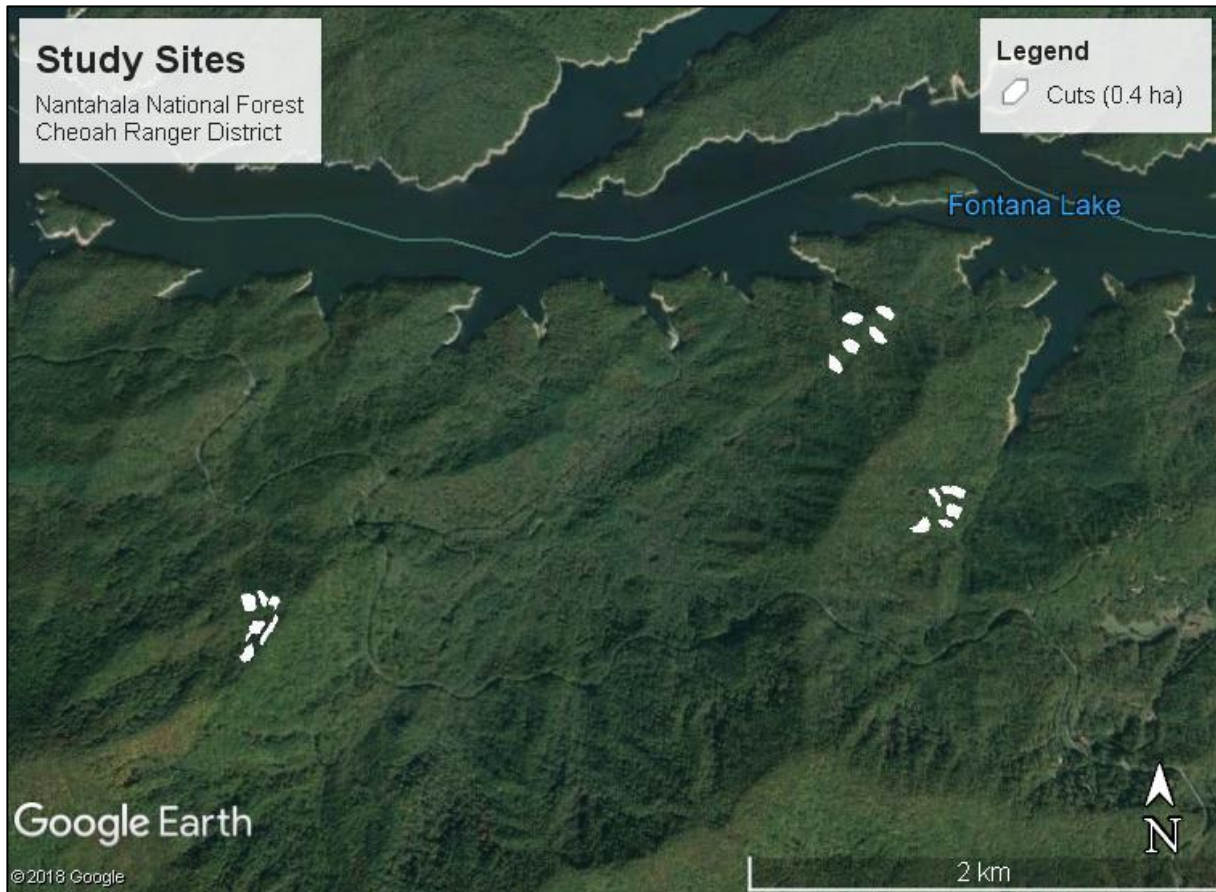 Study Sites
Nantahala National Forest
Cheoah Ranger District
Legend
Cuts (0.4 ha)
Fontana Lake
Google Earth
N
©2018 Google
2 km